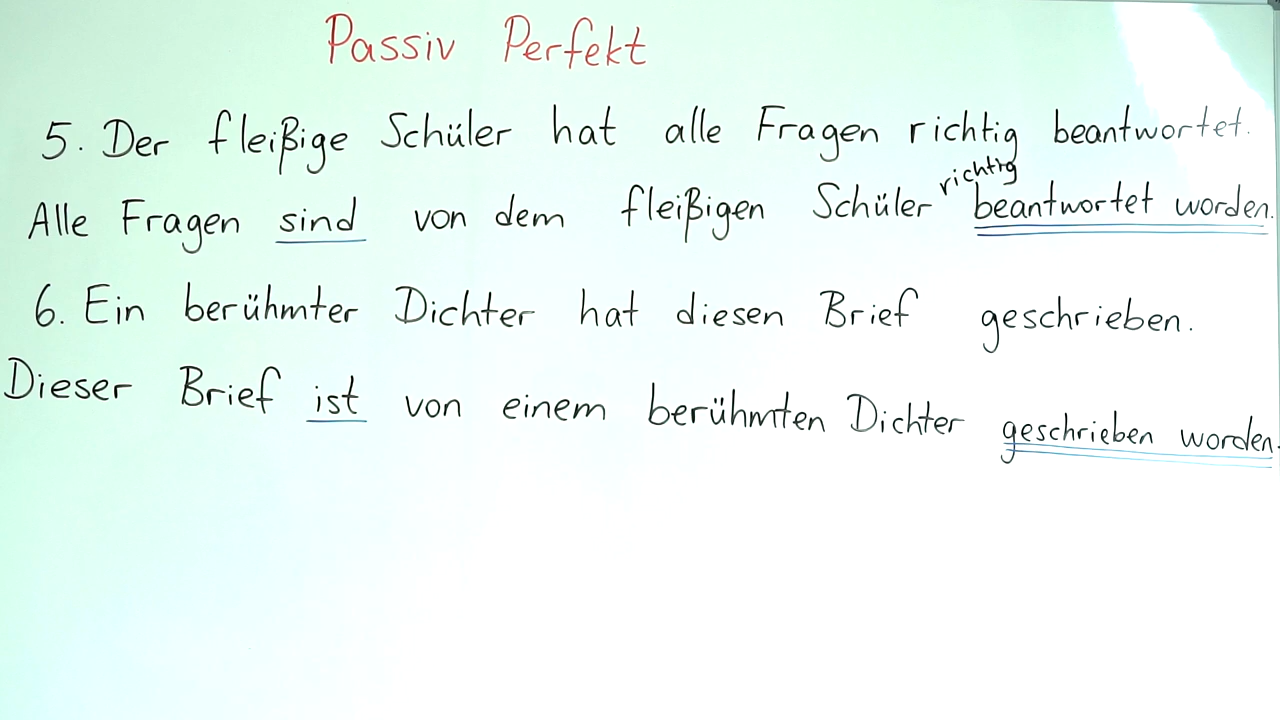 Passiv Perfekt
5. Der fleißige Schüler hat alle Fragen richtig beantwortet.
Alle Fragen sind von dem fleißigen Schüler richtig beantwortet worden.
6. Ein berühmter Dichter hat diesen Brief geschrieben.
Dieser Brief ist von einem berühmten Dichter geschrieben worden.